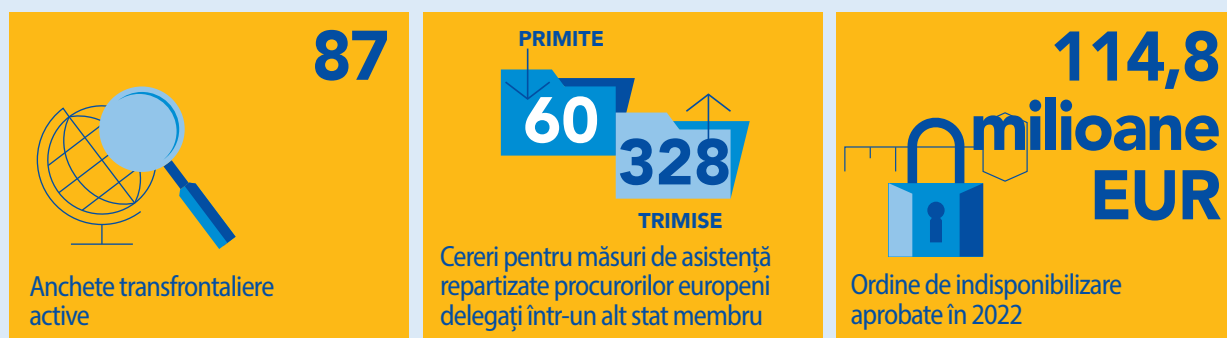 87
Anchete transfrontaliere
active
PRIMITE
60
328
TRIMISE
Cereri pentru măsuri de asistență
repartizate procurorilor europeni
delegați într-un alt stat membru
114,8
milioane
EUR
Ordine de indisponibilizare
aprobate în 2022